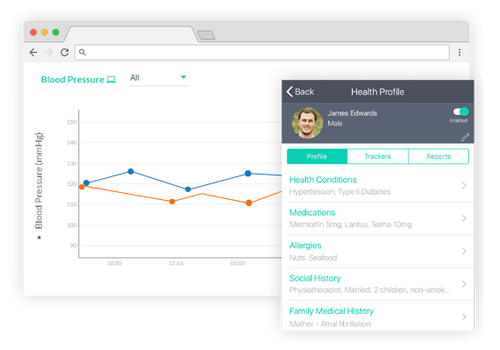 Blood Pressure
All
Blood Pressure (mmHg)
150
140
130
120
110
100
90
18:00
15 Jul
06:00
Back
Health Profile
James Edwards
Male
Enabled
Profile
Trackers
Reports
Health Conditions
Hypertension, Type II Diabetes
Medications
Metmorfin 5mg, Lantus, Telma 10mg
Allergies
Nuts, Seafood
Social History
Physiotherapist, Married, 2 children, non-smok...
Family Medical History
Mother - Atrial fibrillation